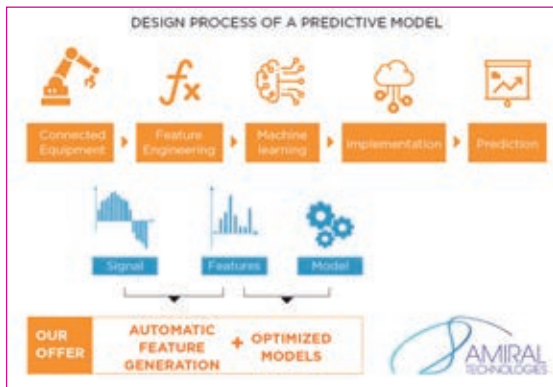 DESIGN PROCESS OF A PREDICTIVE MODEL
fx
Connected
Equipment
Feature
Engineering
Machine
learning
Implementation
Prediction
Signal
Features
Model
OUR
OFFER
AUTOMATIC
FEATURE
GENERATION
+
OPTIMIZED
MODELS
AMIRAL
TECHNOLOGIES